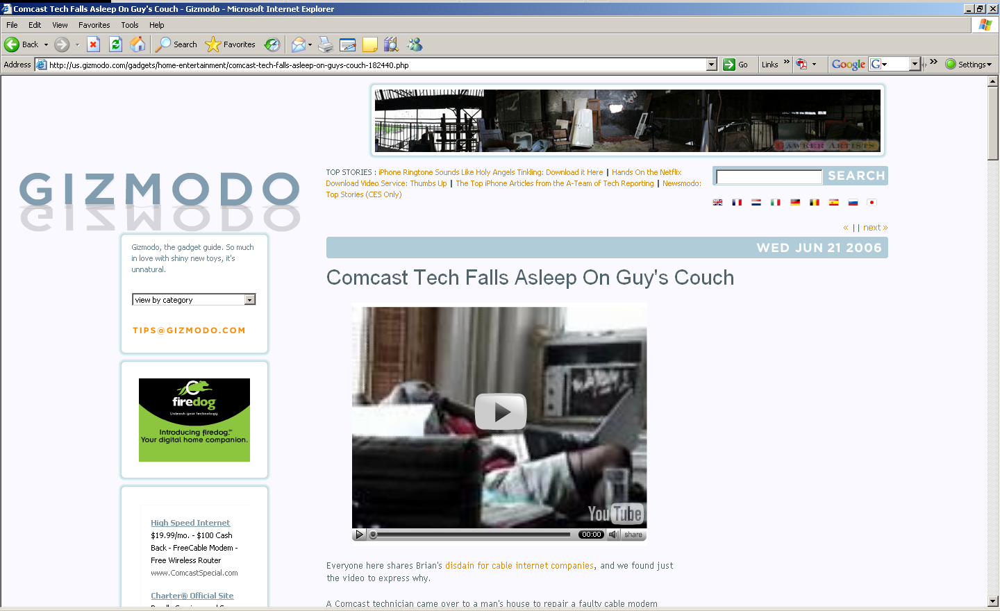 Comcast Tech Falls Asleep On Guy's Couch - Gizmodo - Microsoft Internet Explorer
File Edit View Favorites Tools Help
Back Search Favorites
Address http://us.gizmodo.com/gadgets/home-entertainment/comcast-tech-falls-asleep-on-guys-couch-182440.php Go Links » Google G » Settings
GAWKER ARTISTS
GIZMODO
TOP STORIES : iPhone Ringtone Sounds Like Holy Angels Tinkling: Download it Here | Hands On the Netflix
Download Video Service: Thumbs Up | The Top iPhone Articles from the A-Team of Tech Reporting | Newsmodo:
Top Stories (CES Only)
SEARCH
« || next »
WED JUN 21 2006
Gizmodo, the gadget guide. So much
in love with shiny new toys, it's
unnatural.
view by category
TIPS@GIZMODO.COM
firedog
Unleash your technology.
Introducing firedog.™
Your digital home companion.
High Speed Internet
$19.99/mo. - $100 Cash
Back - FreeCable Modem -
Free Wireless Router
www.ComcastSpecial.com
Charter® Official Site
Comcast Tech Falls Asleep On Guy's Couch
YouTube
00:00 share
Everyone here shares Brian's disdain for cable internet companies, and we found just
the video to express why.
A Comcast technician came over to a man's house to repair a faulty cable modem